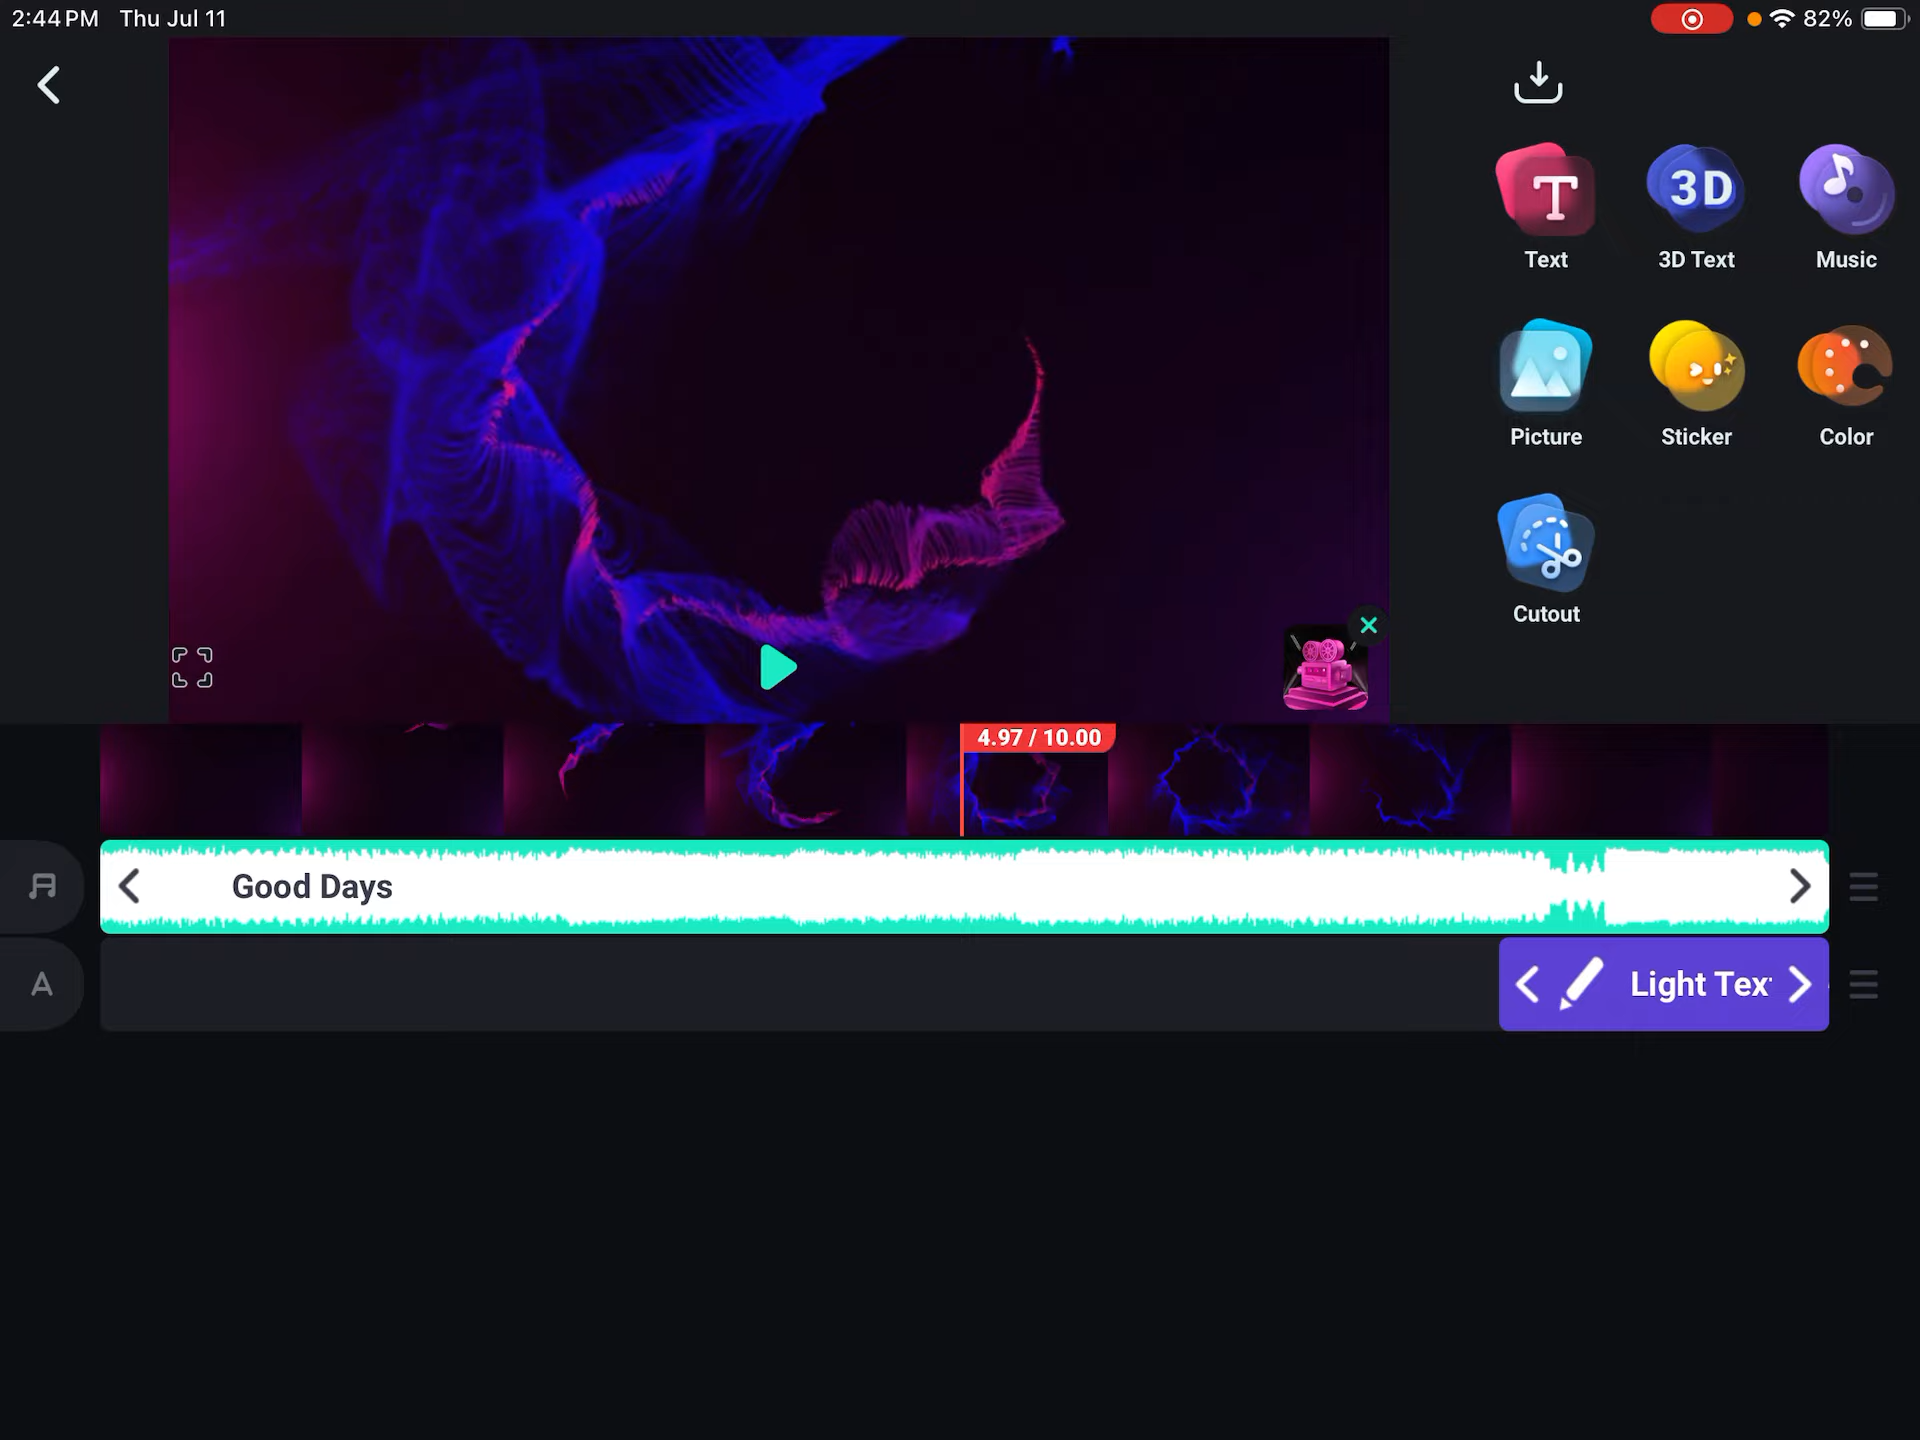 2:44 PM Thu Jul 11
82%
Text
3D
3D Text
Music
Picture
Sticker
Color
Cutout
4.97 / 10.00
Good Days
A
Light Tex